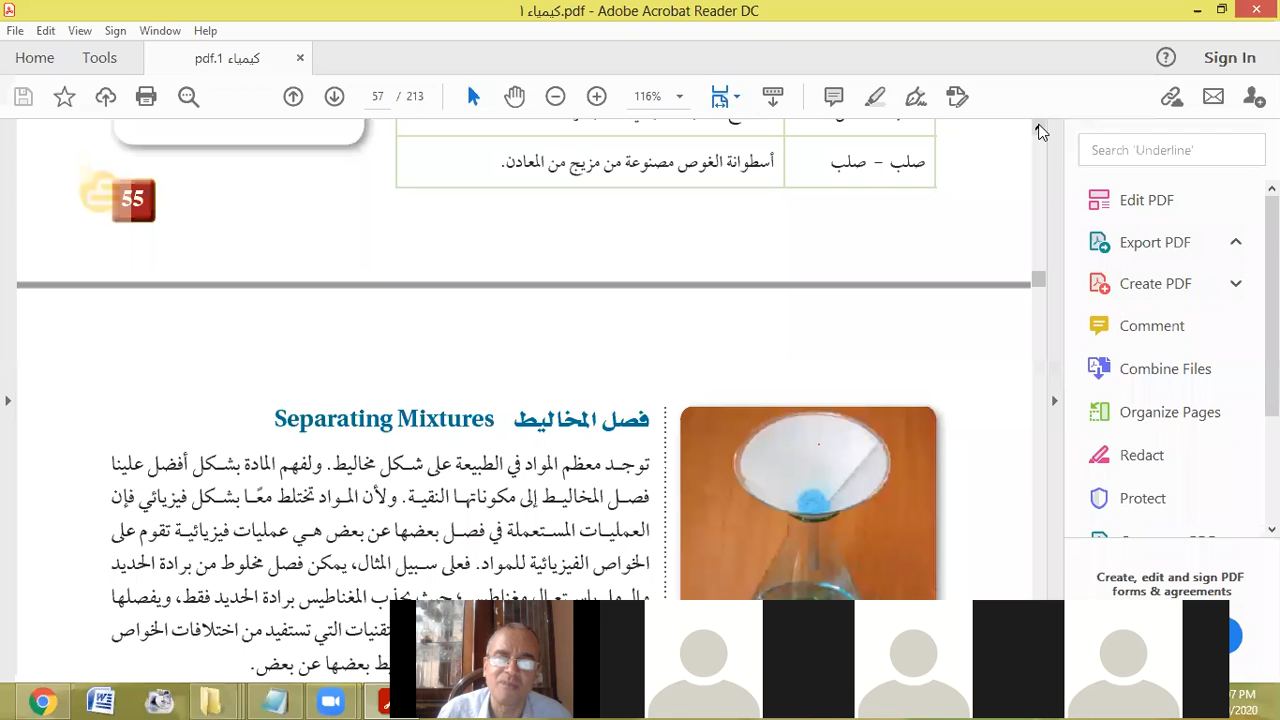 كيمياء ١.pdf - Adobe Acrobat Reader DC
File Edit View Sign Window Help
Home Tools كيمياء 1.pdf × Sign In
57 / 213 116%
صلب – صلب أسطوانة الغوص مصنوعة من مزيج من المعادن.
55
فصل المخاليط Separating Mixtures
توجد معظم المواد في الطبيعة على شكل مخاليط. ولفهم المادة بشكل أفضل علينا
فصل المخاليط إلى مكوناتها النقية. ولأن المواد تختلط معًا بشكل فيزيائي فإن
العمليات المستعملة في فصل بعضها عن بعض هي عمليات فيزيائية تقوم على
الخواص الفيزيائية للمواد. فعلى سبيل المثال، يمكن فصل مخلوط من برادة الحديد
المغناطيس برادة الحديد فقط، ويفصلها
تقنيات التي تستفيد من اختلافات الخواص
بعضها عن بعض.
Search 'Underline'
Edit PDF
Export PDF
Create PDF
Comment
Combine Files
Organize Pages
Redact
Protect
Create, edit and sign PDF
forms & agreements
7 PM
/2020